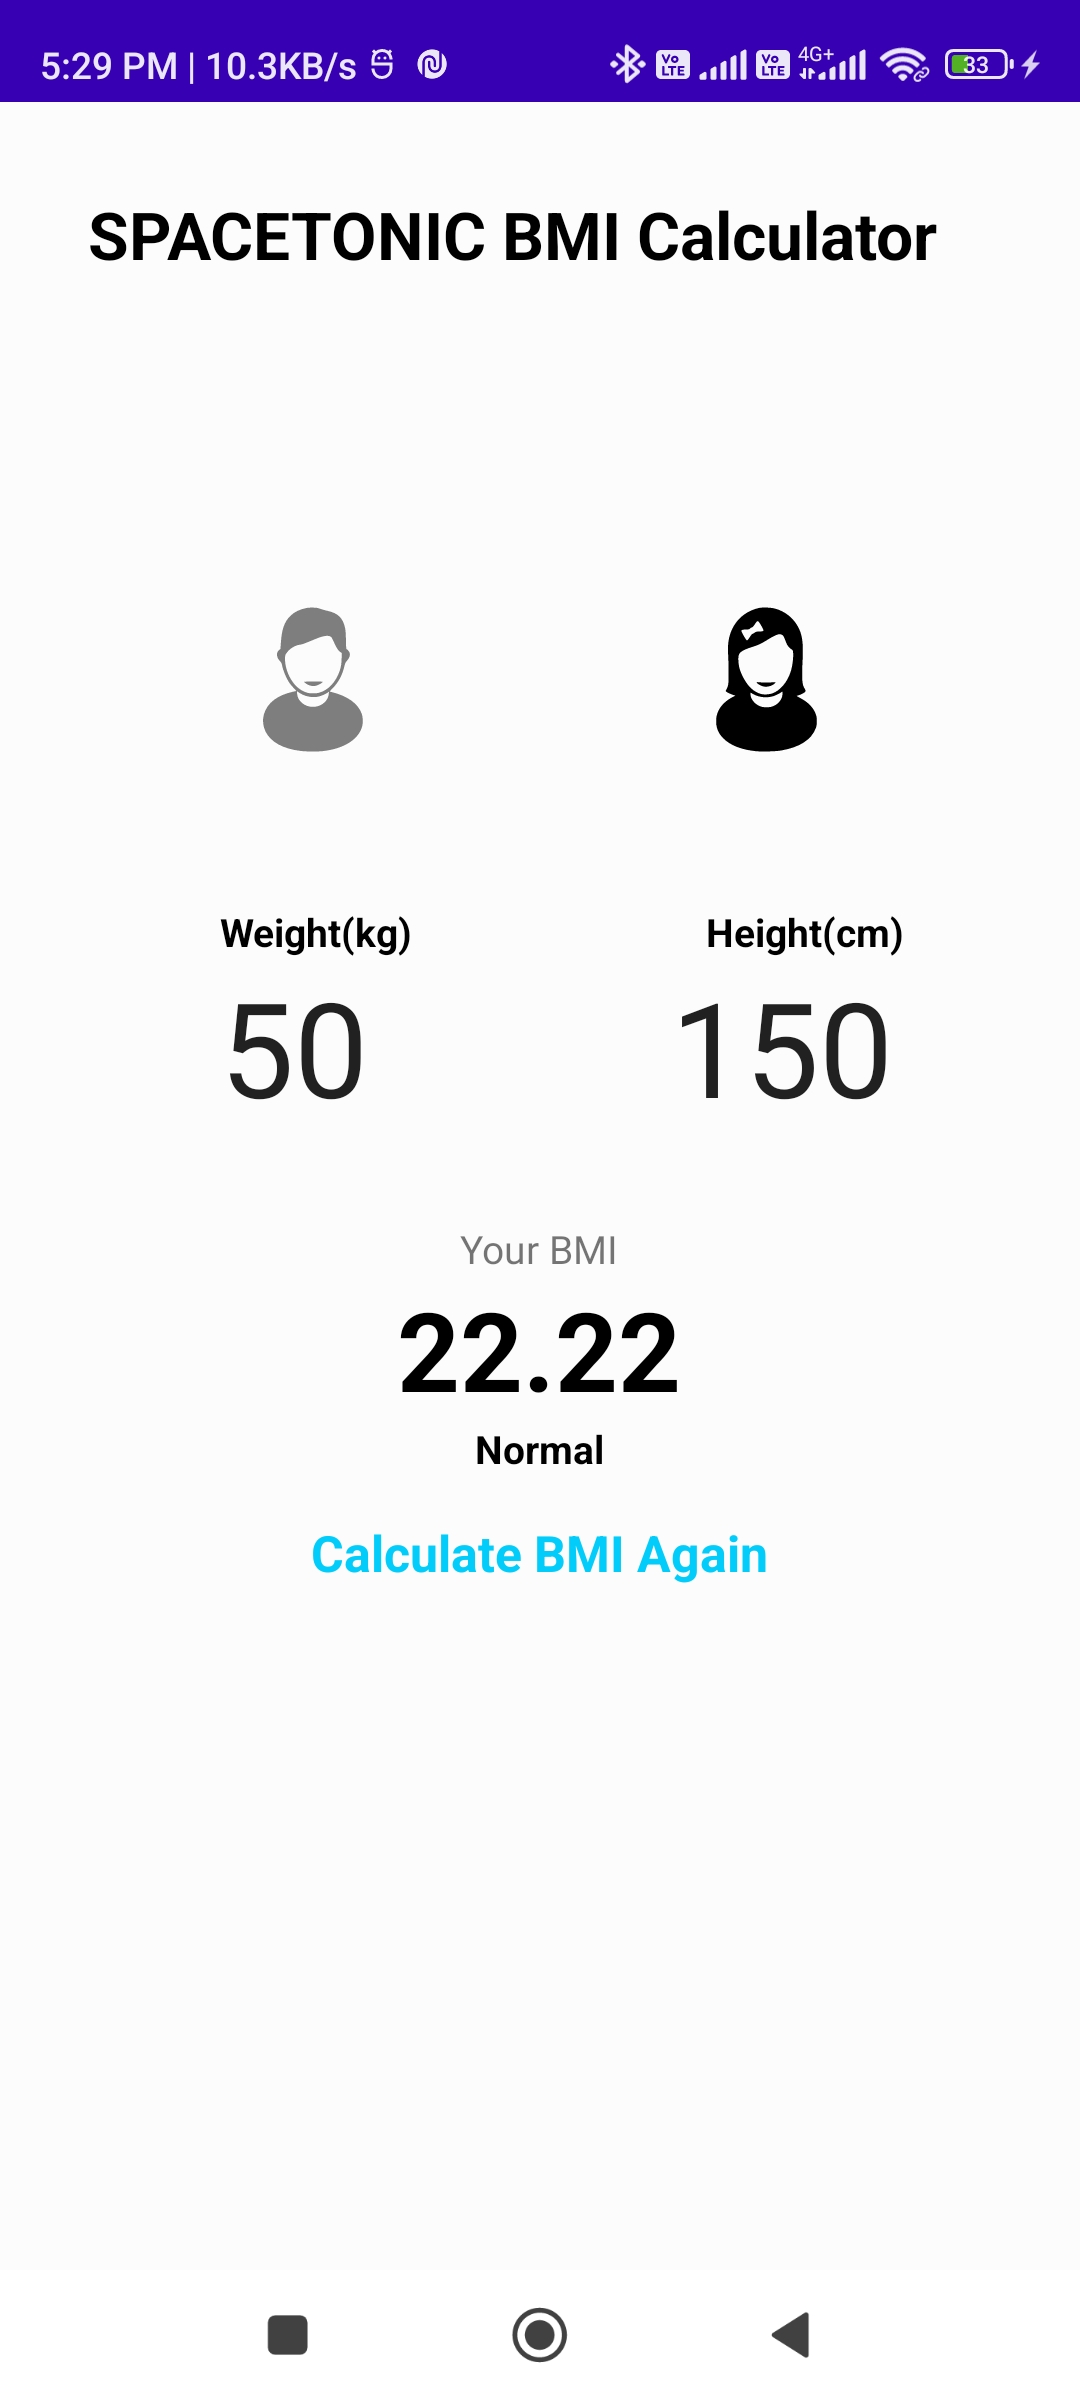 5:29 PM | 10.3KB/s Vo LTE Vo LTE 4G+ 33
SPACETONIC BMI Calculator
Weight(kg) Height(cm)
50 150
Your BMI
22.22
Normal
Calculate BMI Again